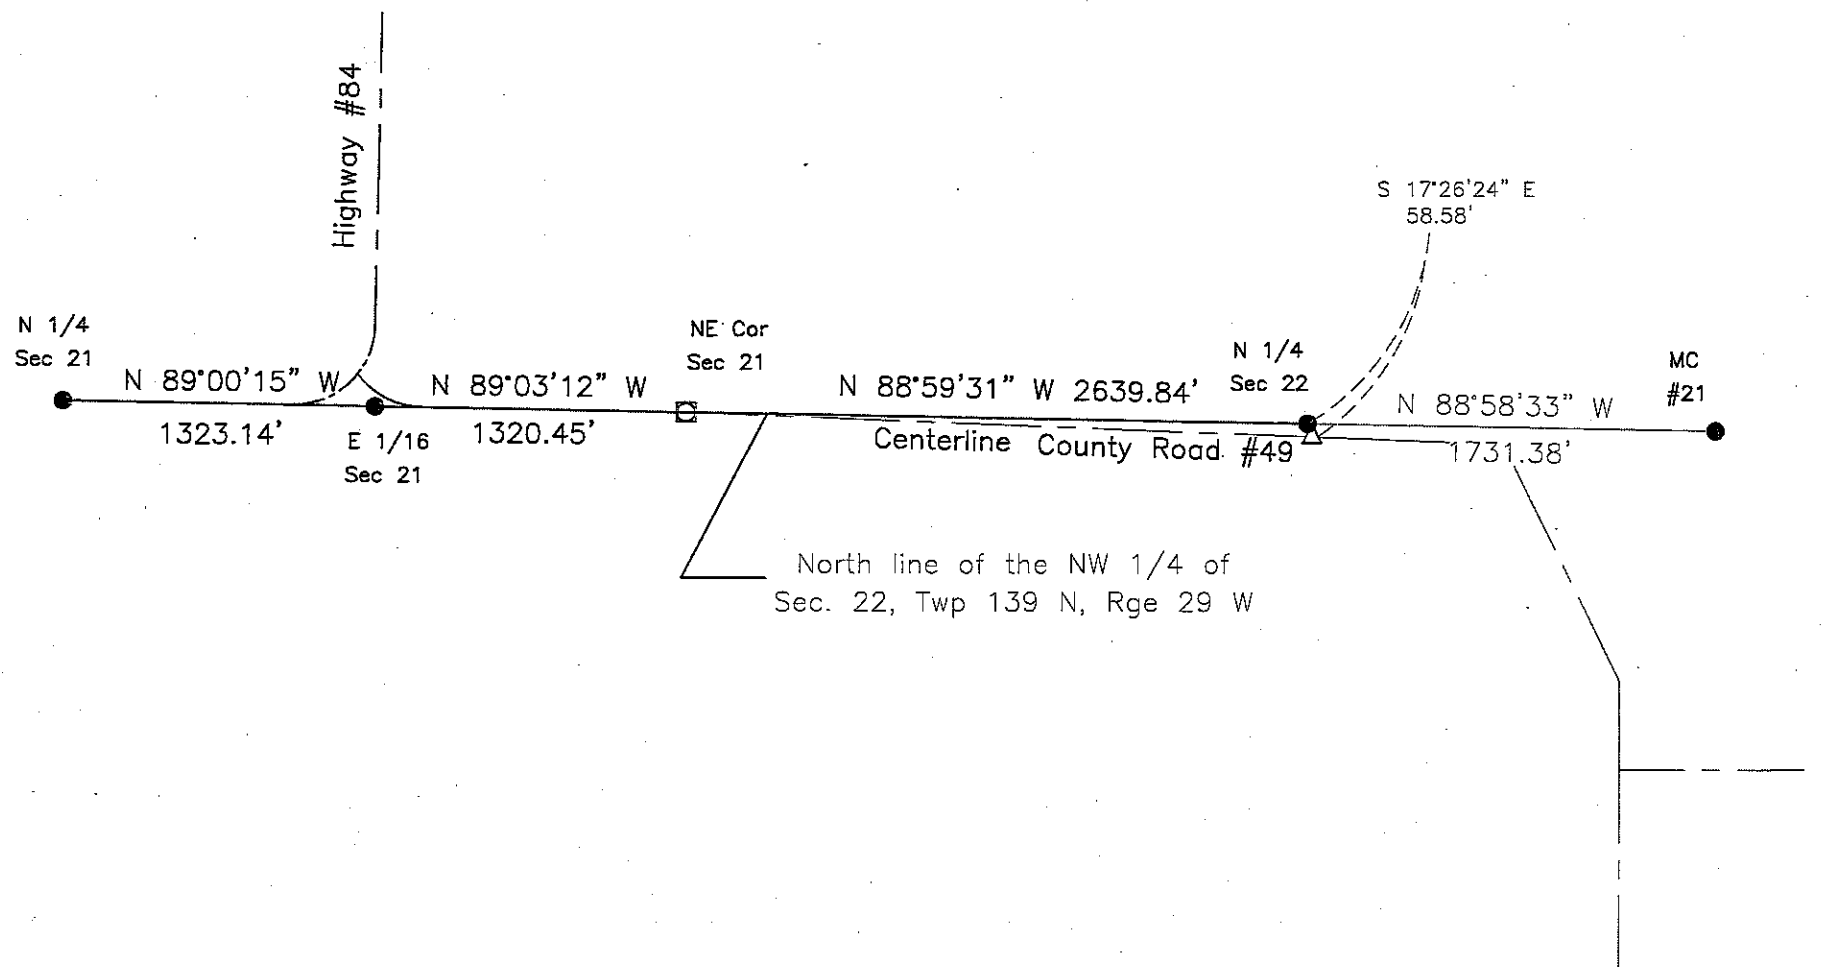 Highway #84
S 17°26'24" E
58.58'
N 1/4
Sec 21
N 89°00'15" W
1323.14'
E 1/16
Sec 21
N 89°03'12" W
1320.45'
NE Cor
Sec 21
N 88°59'31" W 2639.84'
Centerline County Road #49
N 1/4
Sec 22
N 88°58'33" W
1731.38'
MC
#21
North line of the NW 1/4 of
Sec. 22, Twp 139 N, Rge 29 W